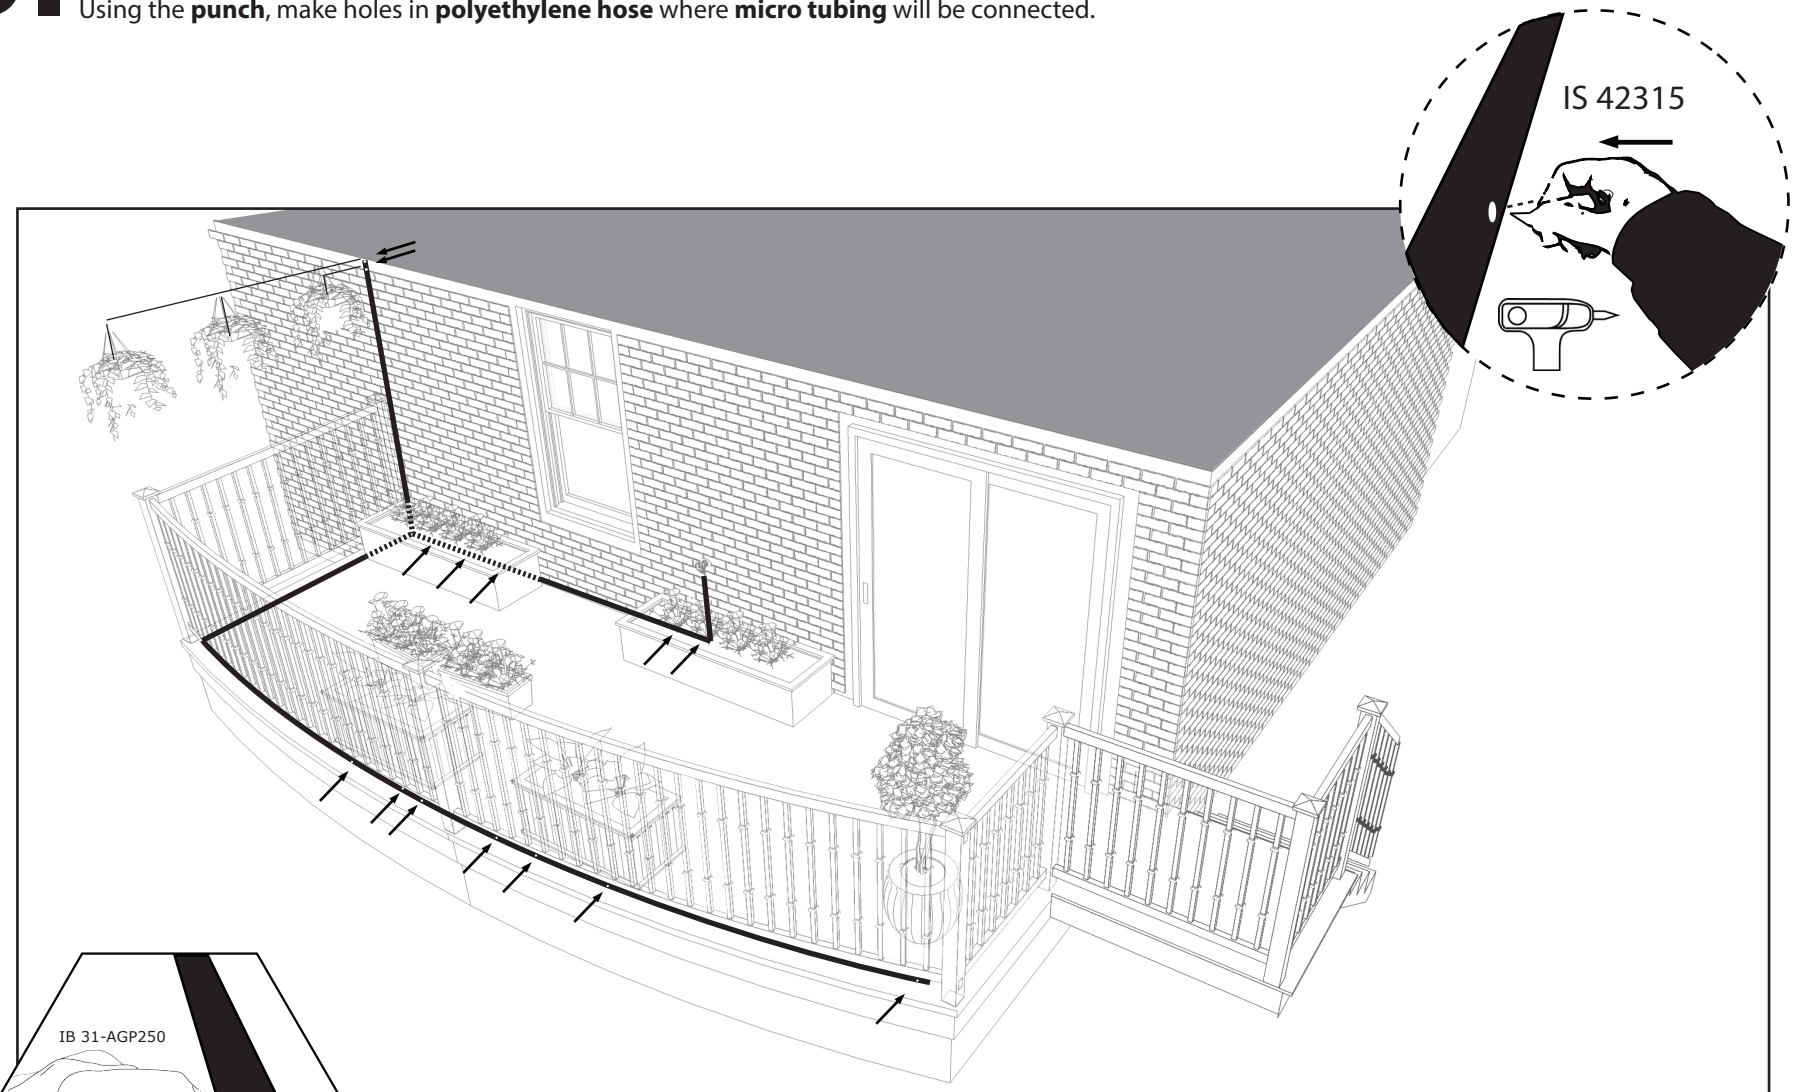 Using the punch, make holes in polyethylene hose where micro tubing will be connected.
IS 42315
IB 31-AGP250